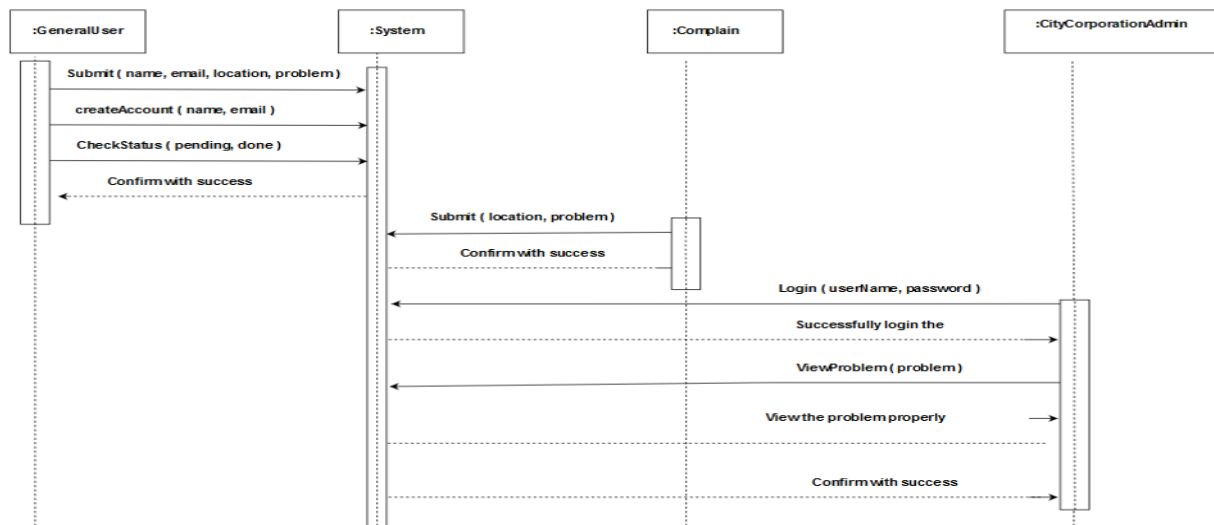 :GeneralUser
:System
:Complain
:CityCorporationAdmin
Submit ( name, email, location, problem )
createAccount ( name, email )
CheckStatus ( pending, done )
Confirm with success
Submit ( location, problem )
Confirm with success
Login ( userName, password )
Successfully login the
ViewProblem ( problem )
View the problem properly
Confirm with success